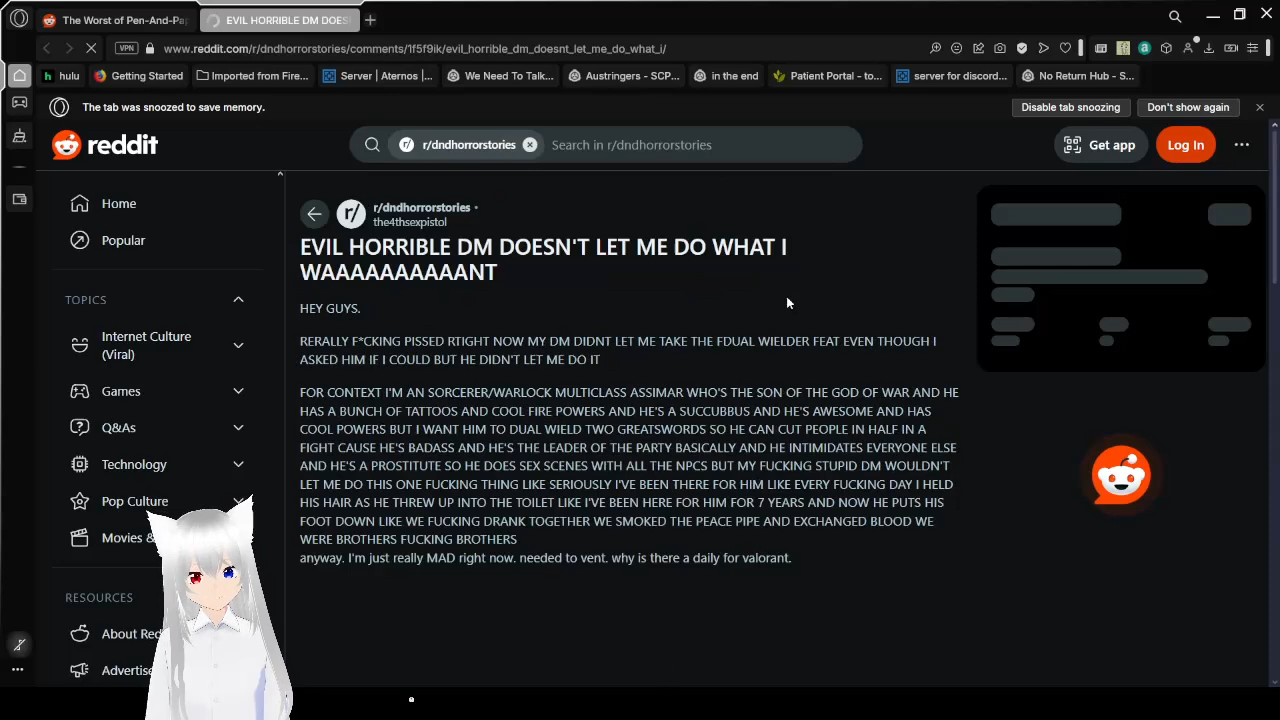 The Worst of Pen-And-Pa
EVIL HORRIBLE DM DOES
VPN
www.reddit.com/r/dndhorrorstories/comments/1f5f9ik/evil_horrible_dm_doesnt_let_me_do_what_i/
hulu
Getting Started
Imported from Fire...
Server | Aternos |...
We Need To Talk...
Austringers - SCP...
in the end
Patient Portal - to...
server for discord...
No Return Hub - S...
The tab was snoozed to save memory.
Disable tab snoozing
Don't show again
reddit
r/dndhorrorstories
Search in r/dndhorrorstories
Get app
Log In
Home
Popular
TOPICS
Internet Culture
(Viral)
Games
Q&As
Technology
Pop Culture
Movies &
RESOURCES
About Red
Advertise
r/
r/dndhorrorstories •
the4thsexpistol
EVIL HORRIBLE DM DOESN'T LET ME DO WHAT I
WAAAAAAAAAANT
HEY GUYS.
RERALLY F*CKING PISSED RTIGHT NOW MY DM DIDNT LET ME TAKE THE FDUAL WIELDER FEAT EVEN THOUGH I
ASKED HIM IF I COULD BUT HE DIDN'T LET ME DO IT
FOR CONTEXT I'M AN SORCERER/WARLOCK MULTICLASS ASSIMAR WHO'S THE SON OF THE GOD OF WAR AND HE
HAS A BUNCH OF TATTOOS AND COOL FIRE POWERS AND HE'S A SUCCUBBUS AND HE'S AWESOME AND HAS
COOL POWERS BUT I WANT HIM TO DUAL WIELD TWO GREATSWORDS SO HE CAN CUT PEOPLE IN HALF IN A
FIGHT CAUSE HE'S BADASS AND HE'S THE LEADER OF THE PARTY BASICALLY AND HE INTIMIDATES EVERYONE ELSE
AND HE'S A PROSTITUTE SO HE DOES SEX SCENES WITH ALL THE NPCS BUT MY FUCKING STUPID DM WOULDN'T
LET ME DO THIS ONE FUCKING THING LIKE SERIOUSLY I'VE BEEN THERE FOR HIM LIKE EVERY FUCKING DAY I HELD
HIS HAIR AS HE THREW UP INTO THE TOILET LIKE I'VE BEEN HERE FOR HIM FOR 7 YEARS AND NOW HE PUTS HIS
FOOT DOWN LIKE WE FUCKING DRANK TOGETHER WE SMOKED THE PEACE PIPE AND EXCHANGED BLOOD WE
WERE BROTHERS FUCKING BROTHERS
anyway. I'm just really MAD right now. needed to vent. why is there a daily for valorant.